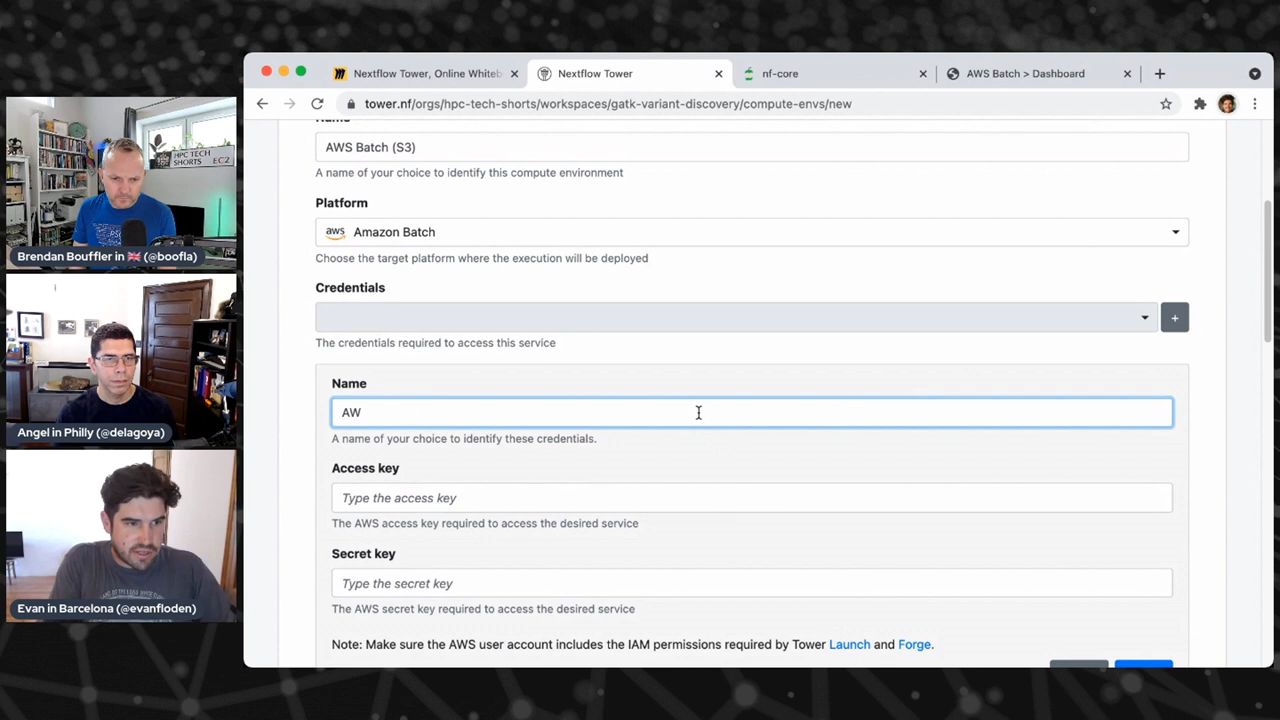 Nextflow Tower, Online Whiteb
Nextflow Tower
nf-core
AWS Batch > Dashboard
tower.nf/orgs/hpc-tech-shorts/workspaces/gatk-variant-discovery/compute-envs/new
Name
AWS Batch (S3)
A name of your choice to identify this compute environment
Platform
aws Amazon Batch
Choose the target platform where the execution will be deployed
Credentials
The credentials required to access this service
Name
AW
A name of your choice to identify these credentials.
Access key
Type the access key
The AWS access key required to access the desired service
Secret key
Type the secret key
The AWS secret key required to access the desired service
Note: Make sure the AWS user account includes the IAM permissions required by Tower Launch and Forge.
HPC TECH
SHORTS EC2
Brendan Bouffler in 🇬🇧 (@boofla)
Angel in Philly (@delagoya)
Evan in Barcelona (@evanfloden)